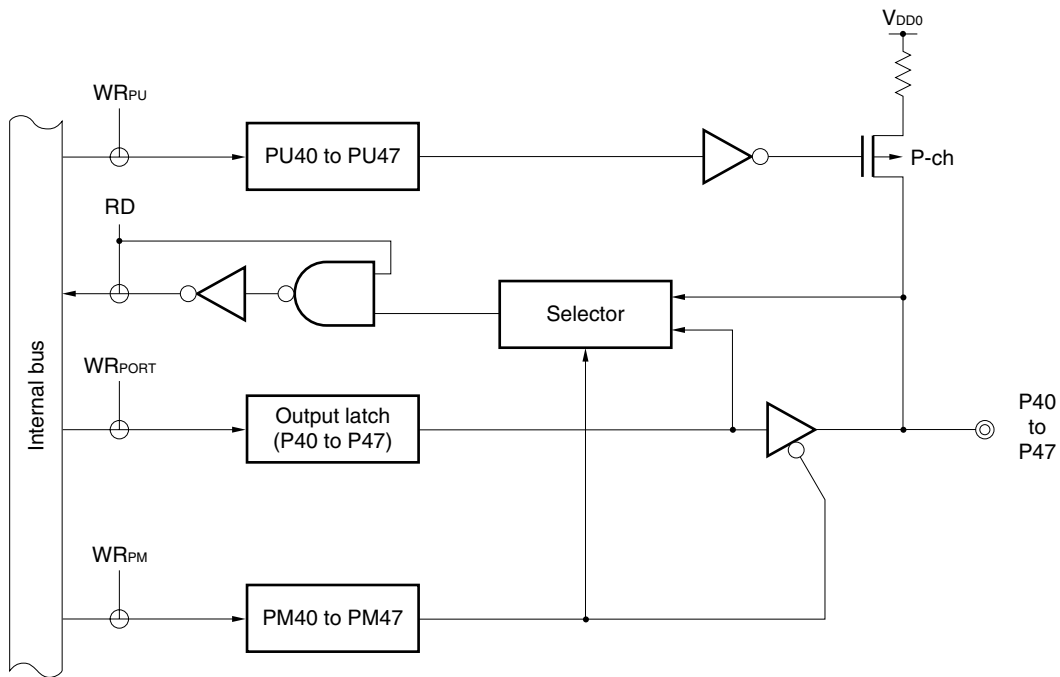 VDD0
WRPU
PU40 to PU47
P-ch
RD
Selector
Internal bus
WRPORT
Output latch
(P40 to P47)
P40
to
P47
WRPM
PM40 to PM47